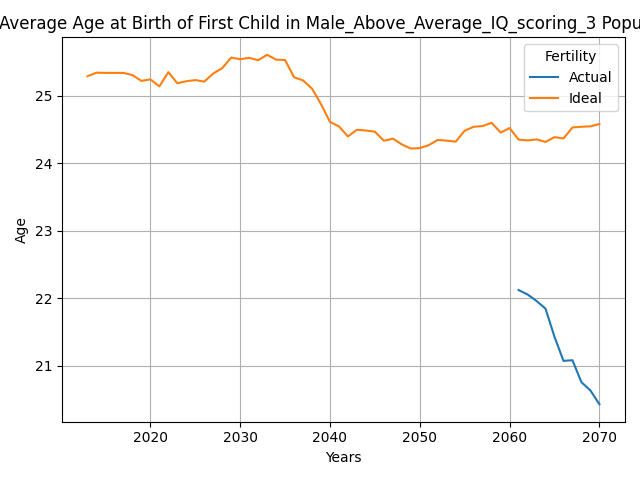 Average Age at Birth of First Child in Male_Above_Average_IQ_scoring_3 Popu
Fertility
Actual
Ideal
25
24
23
22
21
Age
2020 2030 2040 2050 2060 2070
Years